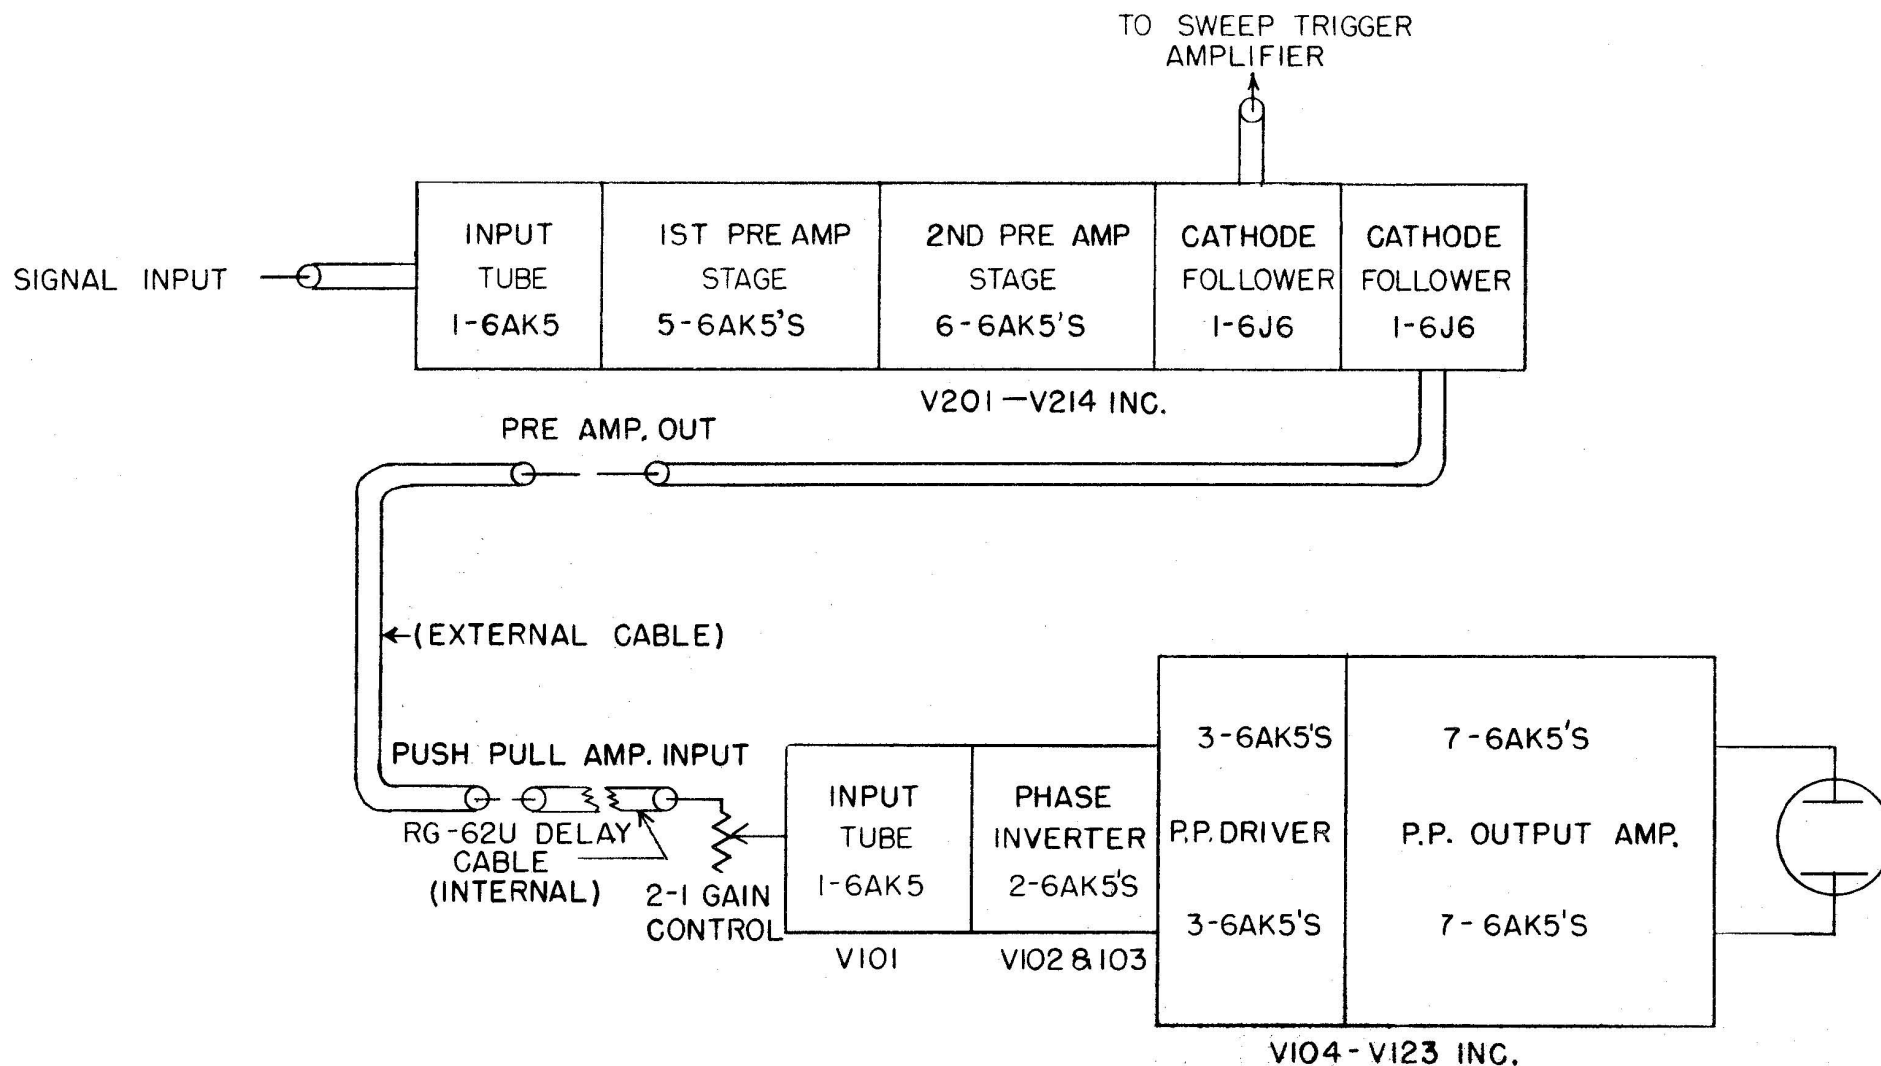 TO SWEEP TRIGGER
AMPLIFIER
SIGNAL INPUT
INPUT
TUBE
1-6AK5
1ST PRE AMP
STAGE
5-6AK5'S
2ND PRE AMP
STAGE
6-6AK5'S
CATHODE
FOLLOWER
1-6J6
CATHODE
FOLLOWER
1-6J6
V201-V214 INC.
PRE AMP. OUT
(EXTERNAL CABLE)
PUSH PULL AMP. INPUT
RG-62U DELAY
CABLE
(INTERNAL)
2-1 GAIN
CONTROL
INPUT
TUBE
1-6AK5
V101
PHASE
INVERTER
2-6AK5'S
V102 & 103
3-6AK5'S
P.P. DRIVER
3-6AK5'S
7-6AK5'S
P.P. OUTPUT AMP.
7-6AK5'S
V104-V123 INC.